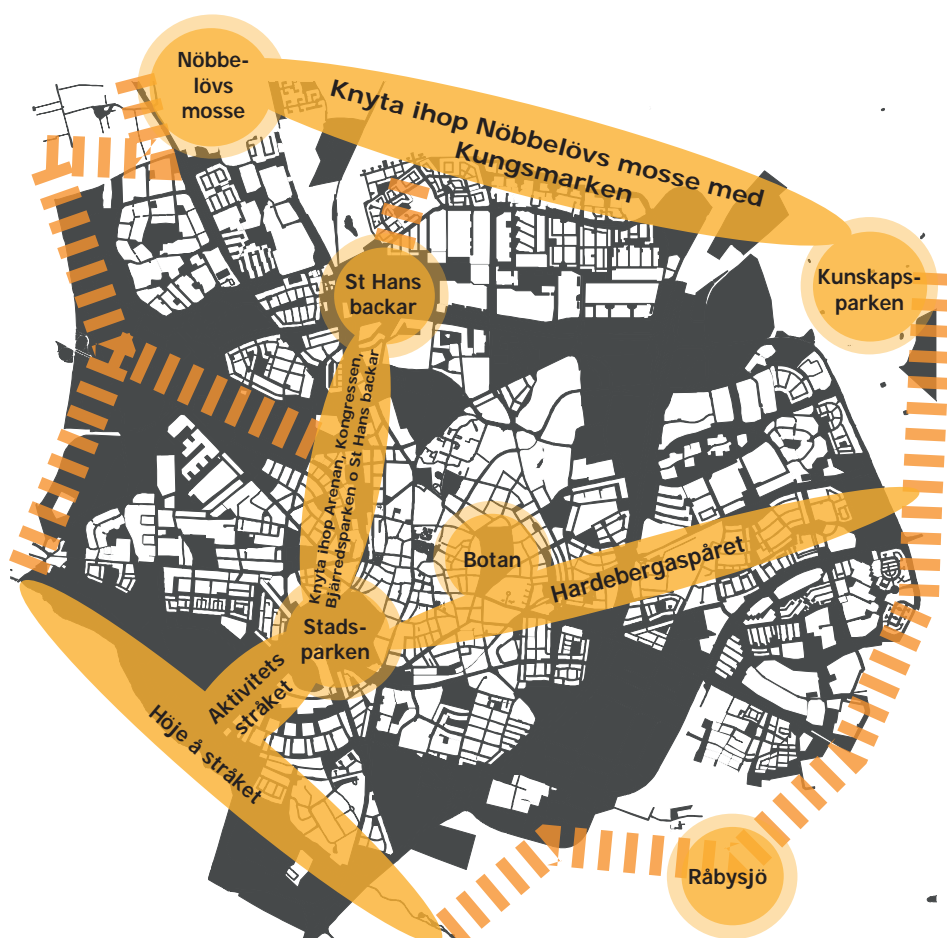 Nöbbe-
lövs
mosse
Knyta ihop Nöbbelövs mosse med
Kungsmarken
St Hans
backar
Kunskaps-
parken
Knyta ihop Arenan, Kongressen,
Bjärredsparken o St Hans backar
Botan
Hardebergaspåret
Stads-
parken
Aktivitets
stråket
Höje å stråket
Råbysjö